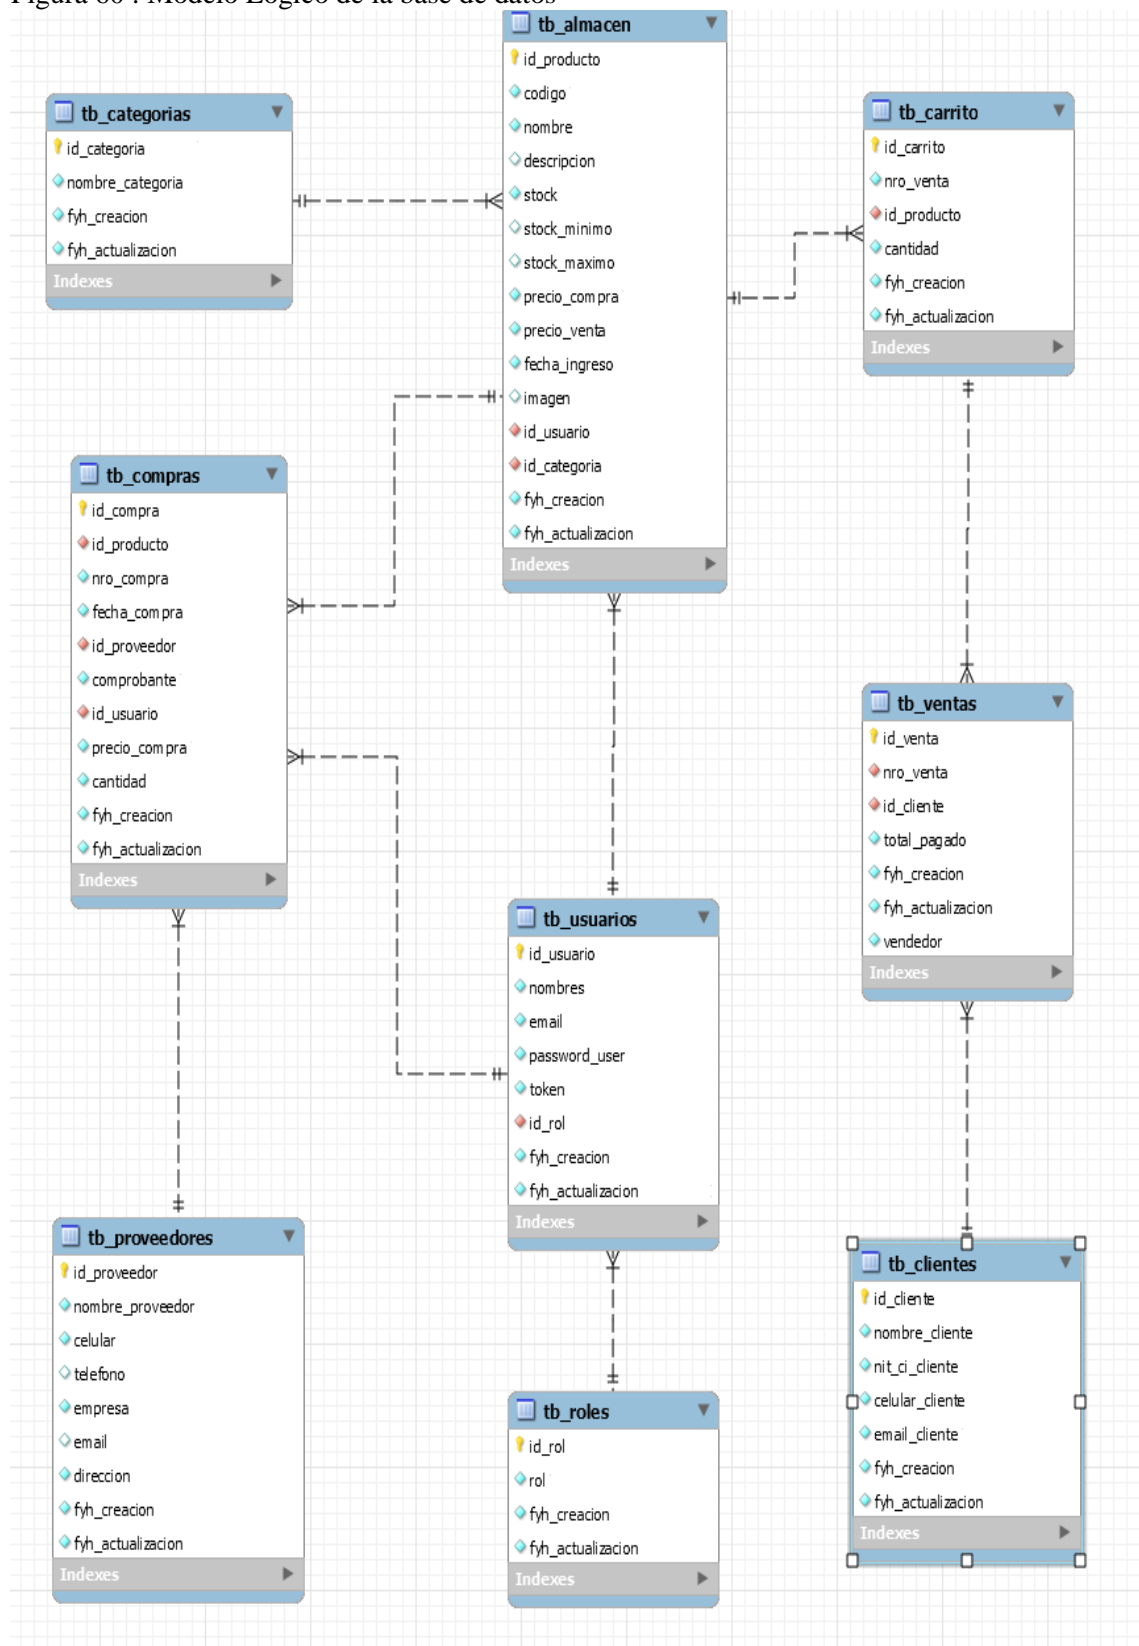 Figura 60 : Modelo Lógico de la base de datos
tb_almacen
id_producto
codigo
nombre
descripcion
stock
stock_minimo
stock_maximo
precio_compra
precio_venta
fecha_ingreso
imagen
id_usuario
id_categoria
fyh_creacion
fyh_actualizacion
Indexes
tb_categorias
id_categoria
nombre_categoria
fyh_creacion
fyh_actualizacion
Indexes
tb_carrito
id_carrito
nro_venta
id_producto
cantidad
fyh_creacion
fyh_actualizacion
Indexes
tb_compras
id_compra
id_producto
nro_compra
fecha_compra
id_proveedor
comprobante
id_usuario
precio_compra
cantidad
fyh_creacion
fyh_actualizacion
Indexes
tb_ventas
id_venta
nro_venta
id_cliente
total_pagado
fyh_creacion
fyh_actualizacion
vendedor
Indexes
tb_usuarios
id_usuario
nombres
email
password_user
token
id_rol
fyh_creacion
fyh_actualizacion
Indexes
tb_proveedores
id_proveedor
nombre_proveedor
celular
telefono
empresa
email
direccion
fyh_creacion
fyh_actualizacion
Indexes
tb_roles
id_rol
rol
fyh_creacion
fyh_actualizacion
Indexes
tb_clientes
id_cliente
nombre_cliente
nit_ci_cliente
celular_cliente
email_cliente
fyh_creacion
fyh_actualizacion
Indexes